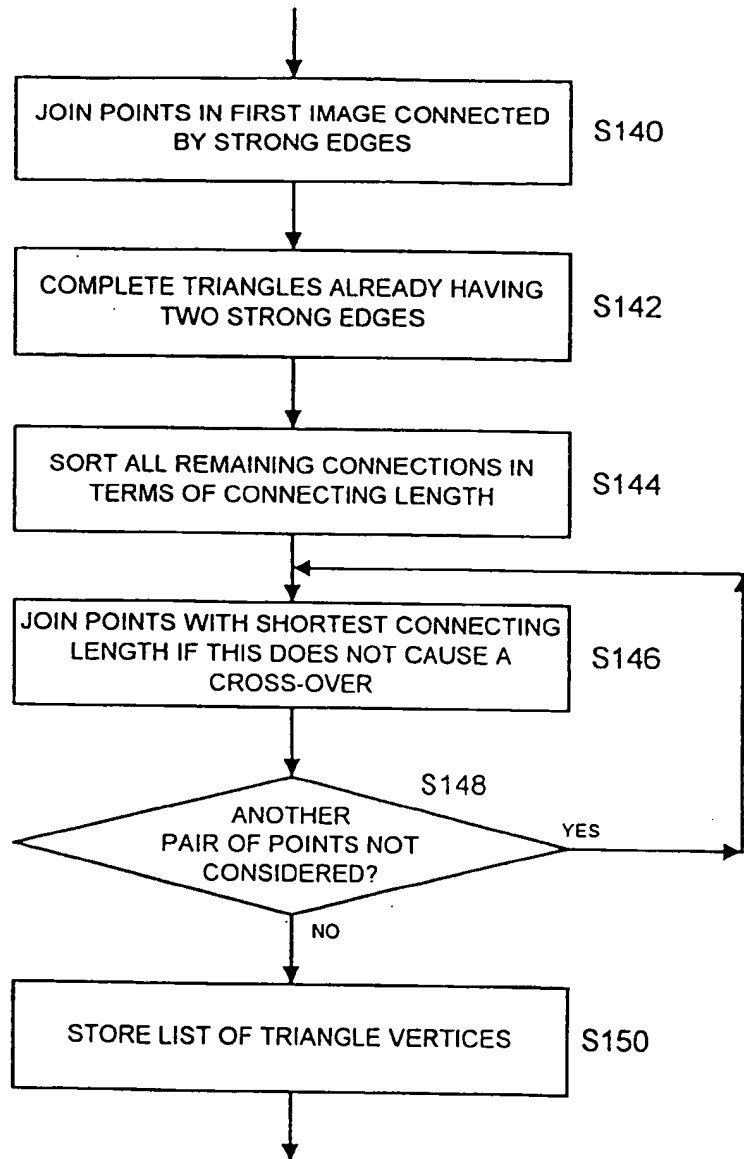 JOIN POINTS IN FIRST IMAGE CONNECTED
BY STRONG EDGES
S140
COMPLETE TRIANGLES ALREADY HAVING
TWO STRONG EDGES
S142
SORT ALL REMAINING CONNECTIONS IN
TERMS OF CONNECTING LENGTH
S144
JOIN POINTS WITH SHORTEST CONNECTING
LENGTH IF THIS DOES NOT CAUSE A
CROSS-OVER
S146
S148
ANOTHER
PAIR OF POINTS NOT
CONSIDERED?
YES
NO
STORE LIST OF TRIANGLE VERTICES
S150